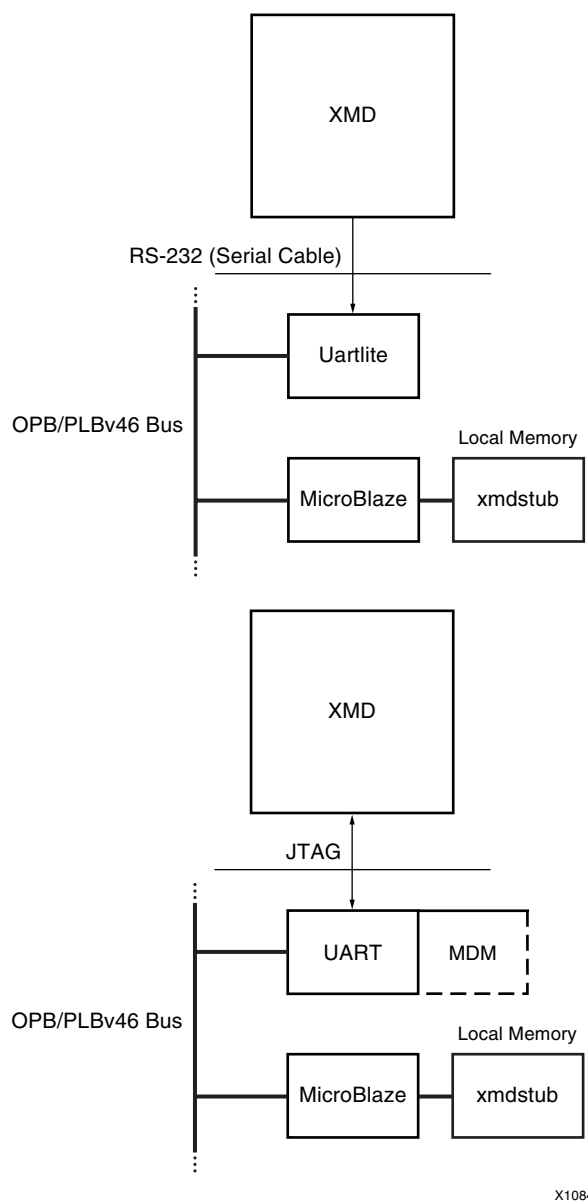 XMD
RS-232 (Serial Cable)
Uartlite
OPB/PLBv46 Bus
Local Memory
MicroBlaze
xmdstub
XMD
JTAG
UART
MDM
OPB/PLBv46 Bus
Local Memory
MicroBlaze
xmdstub